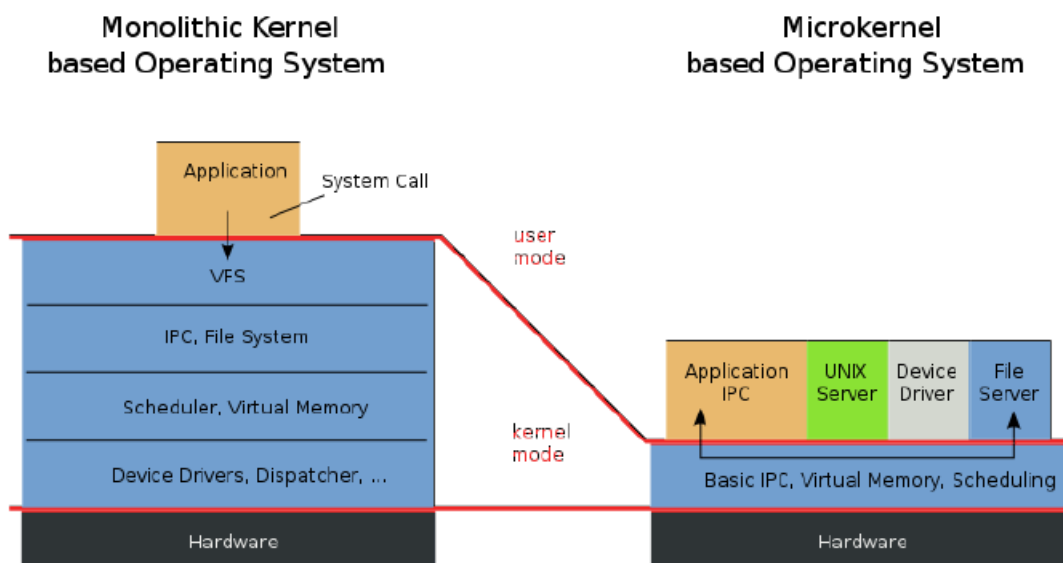 Monolithic Kernel
based Operating System
Microkernel
based Operating System
Application
System Call
user
mode
VFS
IPC, File System
Scheduler, Virtual Memory
Device Drivers, Dispatcher, ...
Hardware
kernel
mode
Application
IPC
UNIX
Server
Device
Driver
File
Server
Basic IPC, Virtual Memory, Scheduling
Hardware